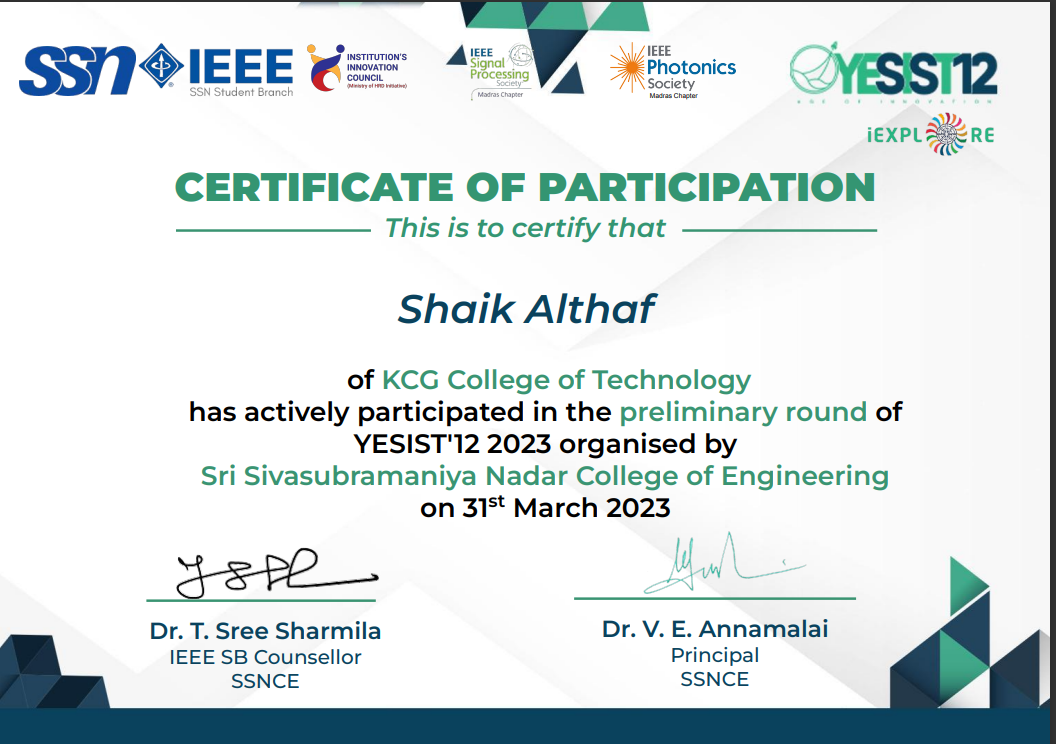 SSN IEEE
SSN Student Branch
INSTITUTION'S
INNOVATION
COUNCIL
(Ministry of HRD Initiative)
IEEE
Signal
Processing
Society
Madras Chapter
IEEE
Photonics
Society
Madras Chapter
YESIST12
AGE OF INNOVATION
iEXPLORE
CERTIFICATE OF PARTICIPATION
This is to certify that
Shaik Althaf
of KCG College of Technology
has actively participated in the preliminary round of
YESIST'12 2023 organised by
Sri Sivasubramaniya Nadar College of Engineering
on 31st March 2023
Dr. T. Sree Sharmila
IEEE SB Counsellor
SSNCE
Dr. V. E. Annamalai
Principal
SSNCE